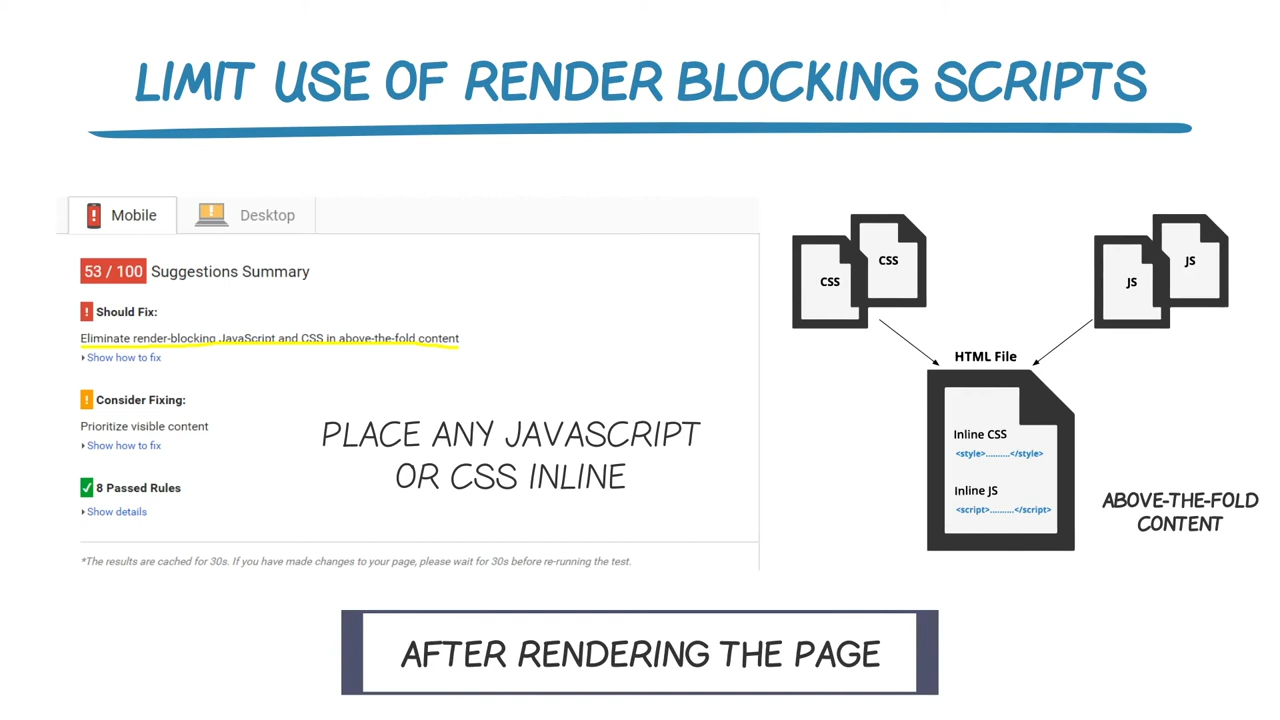 LIMIT USE OF RENDER BLOCKING SCRIPTS
Mobile
Desktop
53 / 100 Suggestions Summary
! Should Fix:
Eliminate render-blocking JavaScript and CSS in above-the-fold content
Show how to fix
! Consider Fixing:
Prioritize visible content
Show how to fix
8 Passed Rules
Show details
*The results are cached for 30s. If you have made changes to your page, please wait for 30s before re-running the test.
PLACE ANY JAVASCRIPT
OR CSS INLINE
CSS
CSS
JS
JS
HTML File
Inline CSS
<style>..........</style>
Inline JS
<script>..........</script>
ABOVE-THE-FOLD
CONTENT
AFTER RENDERING THE PAGE